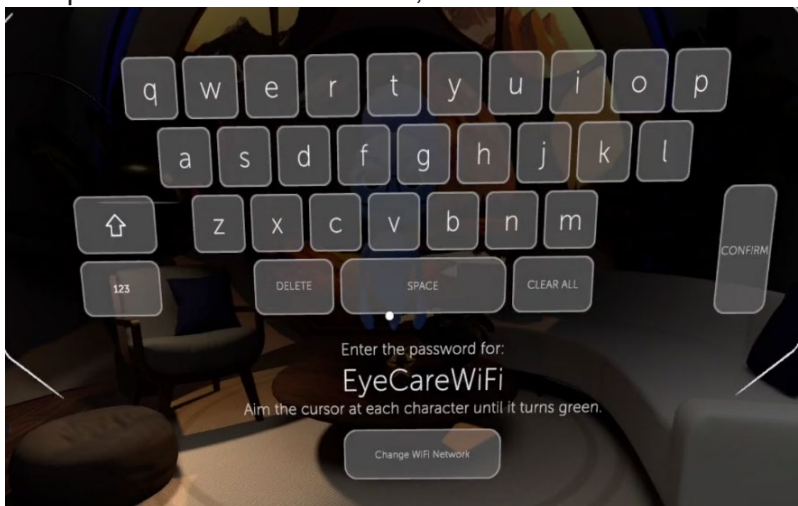 q w e r t y u i o p
a s d f g h j k l
z x c v b n m
CONFIRM
123 DELETE SPACE CLEAR ALL
Enter the password for:
EyeCareWiFi
Aim the cursor at each character until it turns green.
Change WiFi Network